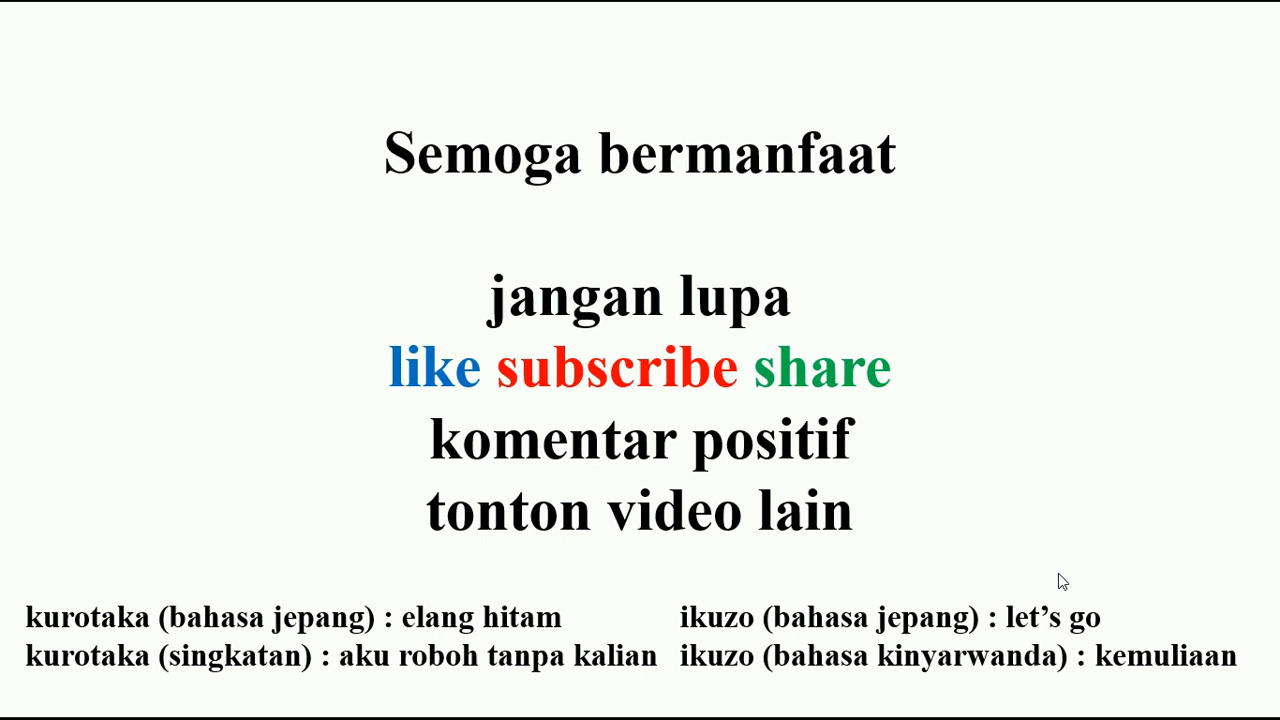 Semoga bermanfaat
jangan lupa
like subscribe share
komentar positif
tonton video lain
kurotaka (bahasa jepang) : elang hitam
kurotaka (singkatan) : aku roboh tanpa kalian
ikuzo (bahasa jepang) : let’s go
ikuzo (bahasa kinyarwanda) : kemuliaan